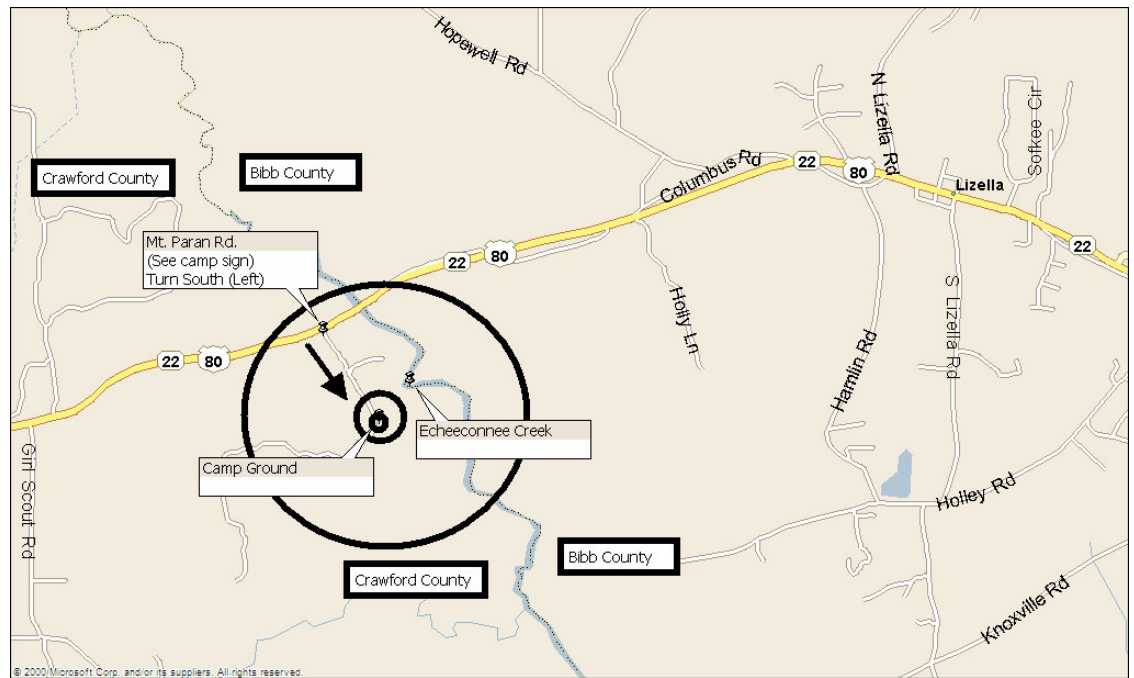 Hopewell Rd
N Lizella Rd
Sofkee Cir
Crawford County
Bibb County
Columbus Rd
22
80
Lizella
Mt. Paran Rd.
(See camp sign)
Turn South (Left)
22
80
22
S Lizella Rd
Holly Ln
Hamlin Rd
22
80
Echeeconnee Creek
Camp Ground
Girl Scout Rd
Holley Rd
Bibb County
Crawford County
Knoxville Rd
© 2000 Microsoft Corp. and/or its suppliers. All rights reserved.